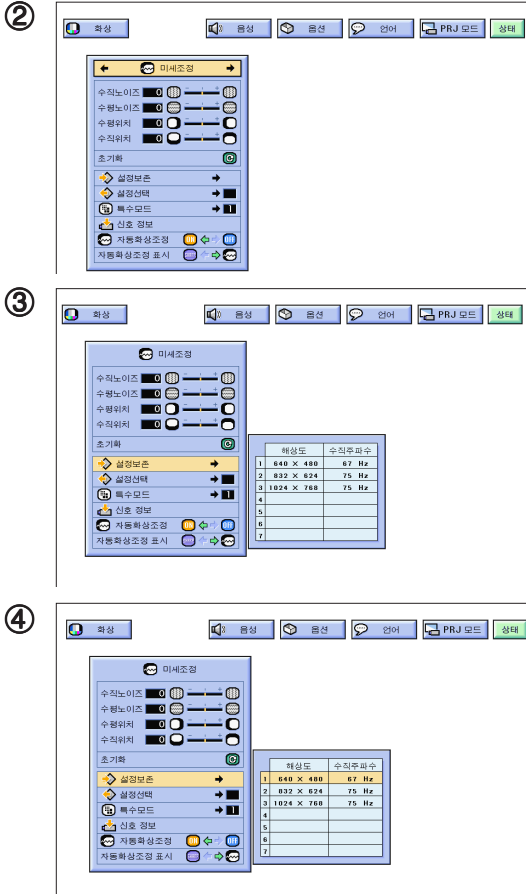 ②
화상 음성 옵션 언어 PRJ 모드 상태
미세조정
수직노이즈 0
수평노이즈 0
수평위치 0
수직위치 0
초기화
설정보존
설정선택
특수모드 1
신호 정보
자동화상조정 ON OFF
자동화상조정 표시
③
화상 음성 옵션 언어 PRJ 모드 상태
미세조정
수직노이즈 0
수평노이즈 0
수평위치 0
수직위치 0
초기화
설정보존
설정선택
특수모드 1
신호 정보
자동화상조정 ON OFF
자동화상조정 표시
해상도 수직주파수
1 640 X 480 67 Hz
2 832 X 624 75 Hz
3 1024 X 768 75 Hz
4
5
6
7
④
화상 음성 옵션 언어 PRJ 모드 상태
미세조정
수직노이즈 0
수평노이즈 0
수평위치 0
수직위치 0
초기화
설정보존
설정선택
특수모드 1
신호 정보
자동화상조정 ON OFF
자동화상조정 표시
해상도 수직주파수
1 640 X 480 67 Hz
2 832 X 624 75 Hz
3 1024 X 768 75 Hz
4
5
6
7